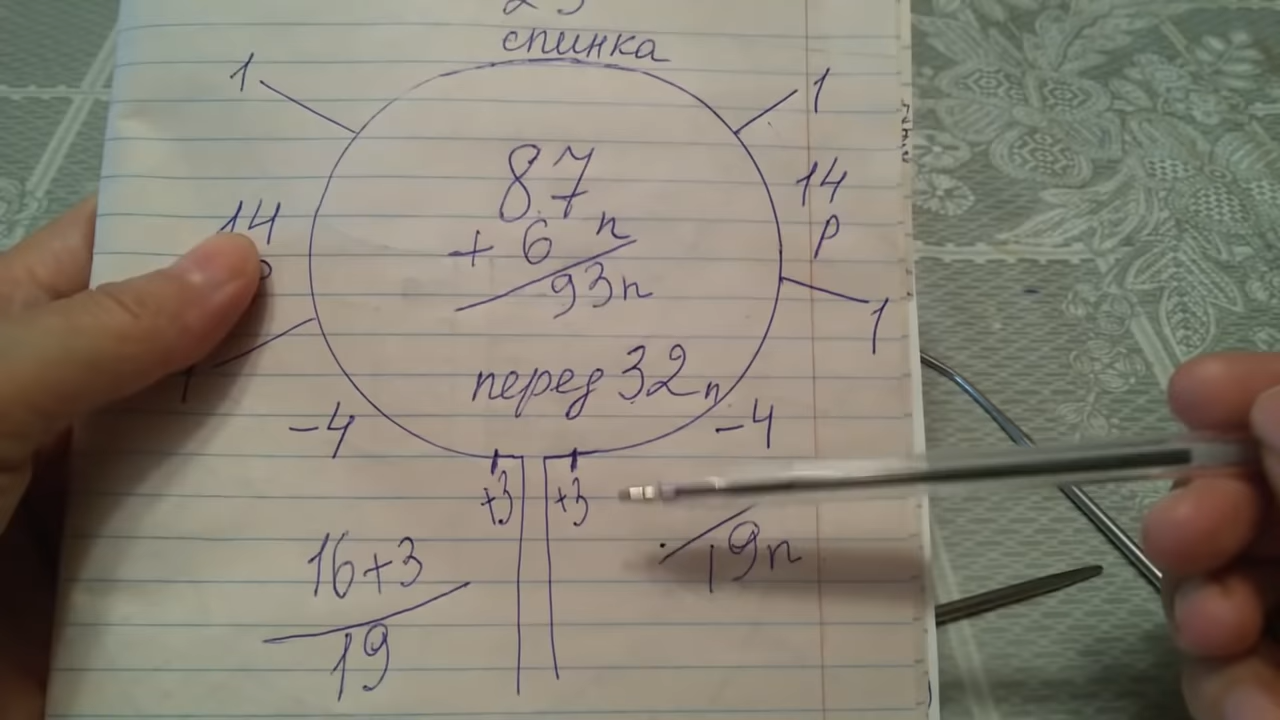 спинка
1
1
14
р
14
87
+ 6 п
93п
1
перед 32п
-4
-4
+3
+3
16+3
19
19п